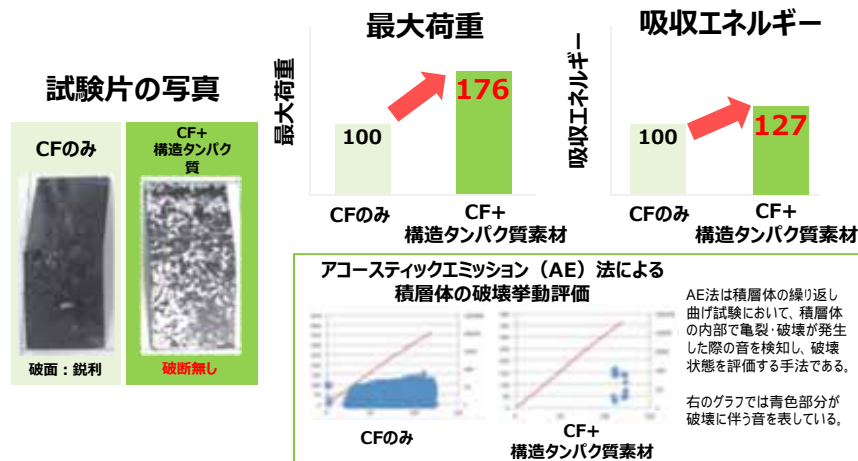 試験片の写真
CFのみ
CF+
構造タンパク
質
破面：鋭利
破断無し
最大荷重
最大荷重
100
176
CFのみ
CF+
構造タンパク質素材
吸収エネルギー
吸収エネルギー
100
127
CFのみ
CF+
構造タンパク質素材
アコースティックエミッション（AE）法による
積層体の破壊挙動評価
CFのみ
CF+
構造タンパク質素材
AE法は積層体の繰り返し
曲げ試験において、積層体
の内部で亀裂・破壊が発生
した際の音を検知し、破壊
状態を評価する手法である。
右のグラフでは青色部分が
破壊に伴う音を表している。